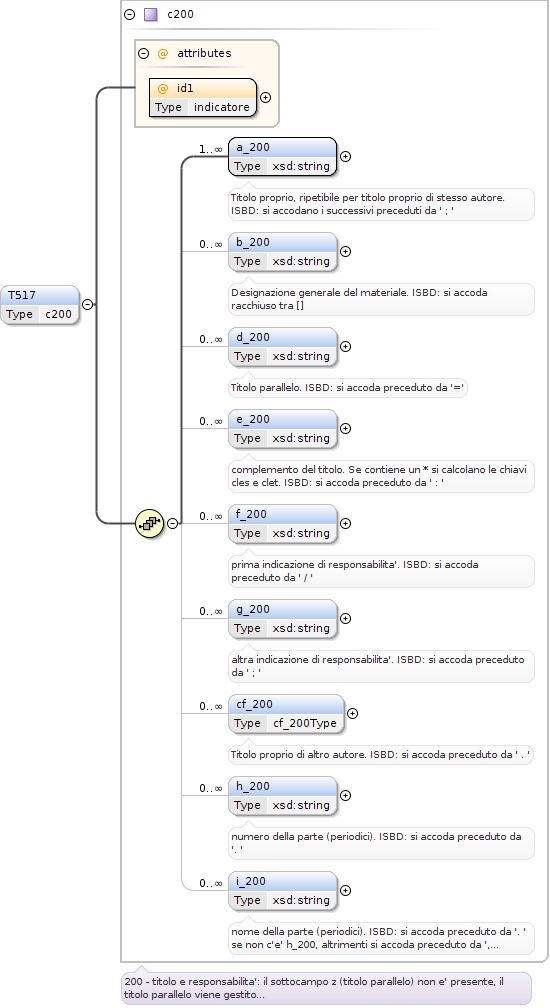 c200
@ attributes
@ id1
Type indicatore
1..∞
a_200
Type xsd:string
Titolo proprio, ripetibile per titolo proprio di stesso autore.
ISBD: si accodano i successivi preceduti da ' ; '
0..∞
b_200
Type xsd:string
Designazione generale del materiale. ISBD: si accoda
racchiuso tra []
T517
Type c200
0..∞
d_200
Type xsd:string
Titolo parallelo. ISBD: si accoda preceduto da '='
0..∞
e_200
Type xsd:string
complemento del titolo. Se contiene un * si calcolano le chiavi
cles e clet. ISBD: si accoda preceduto da ' : '
0..∞
f_200
Type xsd:string
prima indicazione di responsabilita'. ISBD: si accoda
preceduto da ' / '
0..∞
g_200
Type xsd:string
altra indicazione di responsabilita'. ISBD: si accoda preceduto
da ' ; '
0..∞
cf_200
Type cf_200Type
Titolo proprio di altro autore. ISBD: si accoda preceduto da ' . '
0..∞
h_200
Type xsd:string
numero della parte (periodici). ISBD: si accoda preceduto da
'. '
0..∞
i_200
Type xsd:string
nome della parte (periodici). ISBD: si accoda preceduto da '. '
se non c'e' h_200, altrimenti si accoda preceduto da ',...
200 - titolo e responsabilita': il sottocampo z (titolo parallelo) non e' presente, il
titolo parallelo viene gestito...